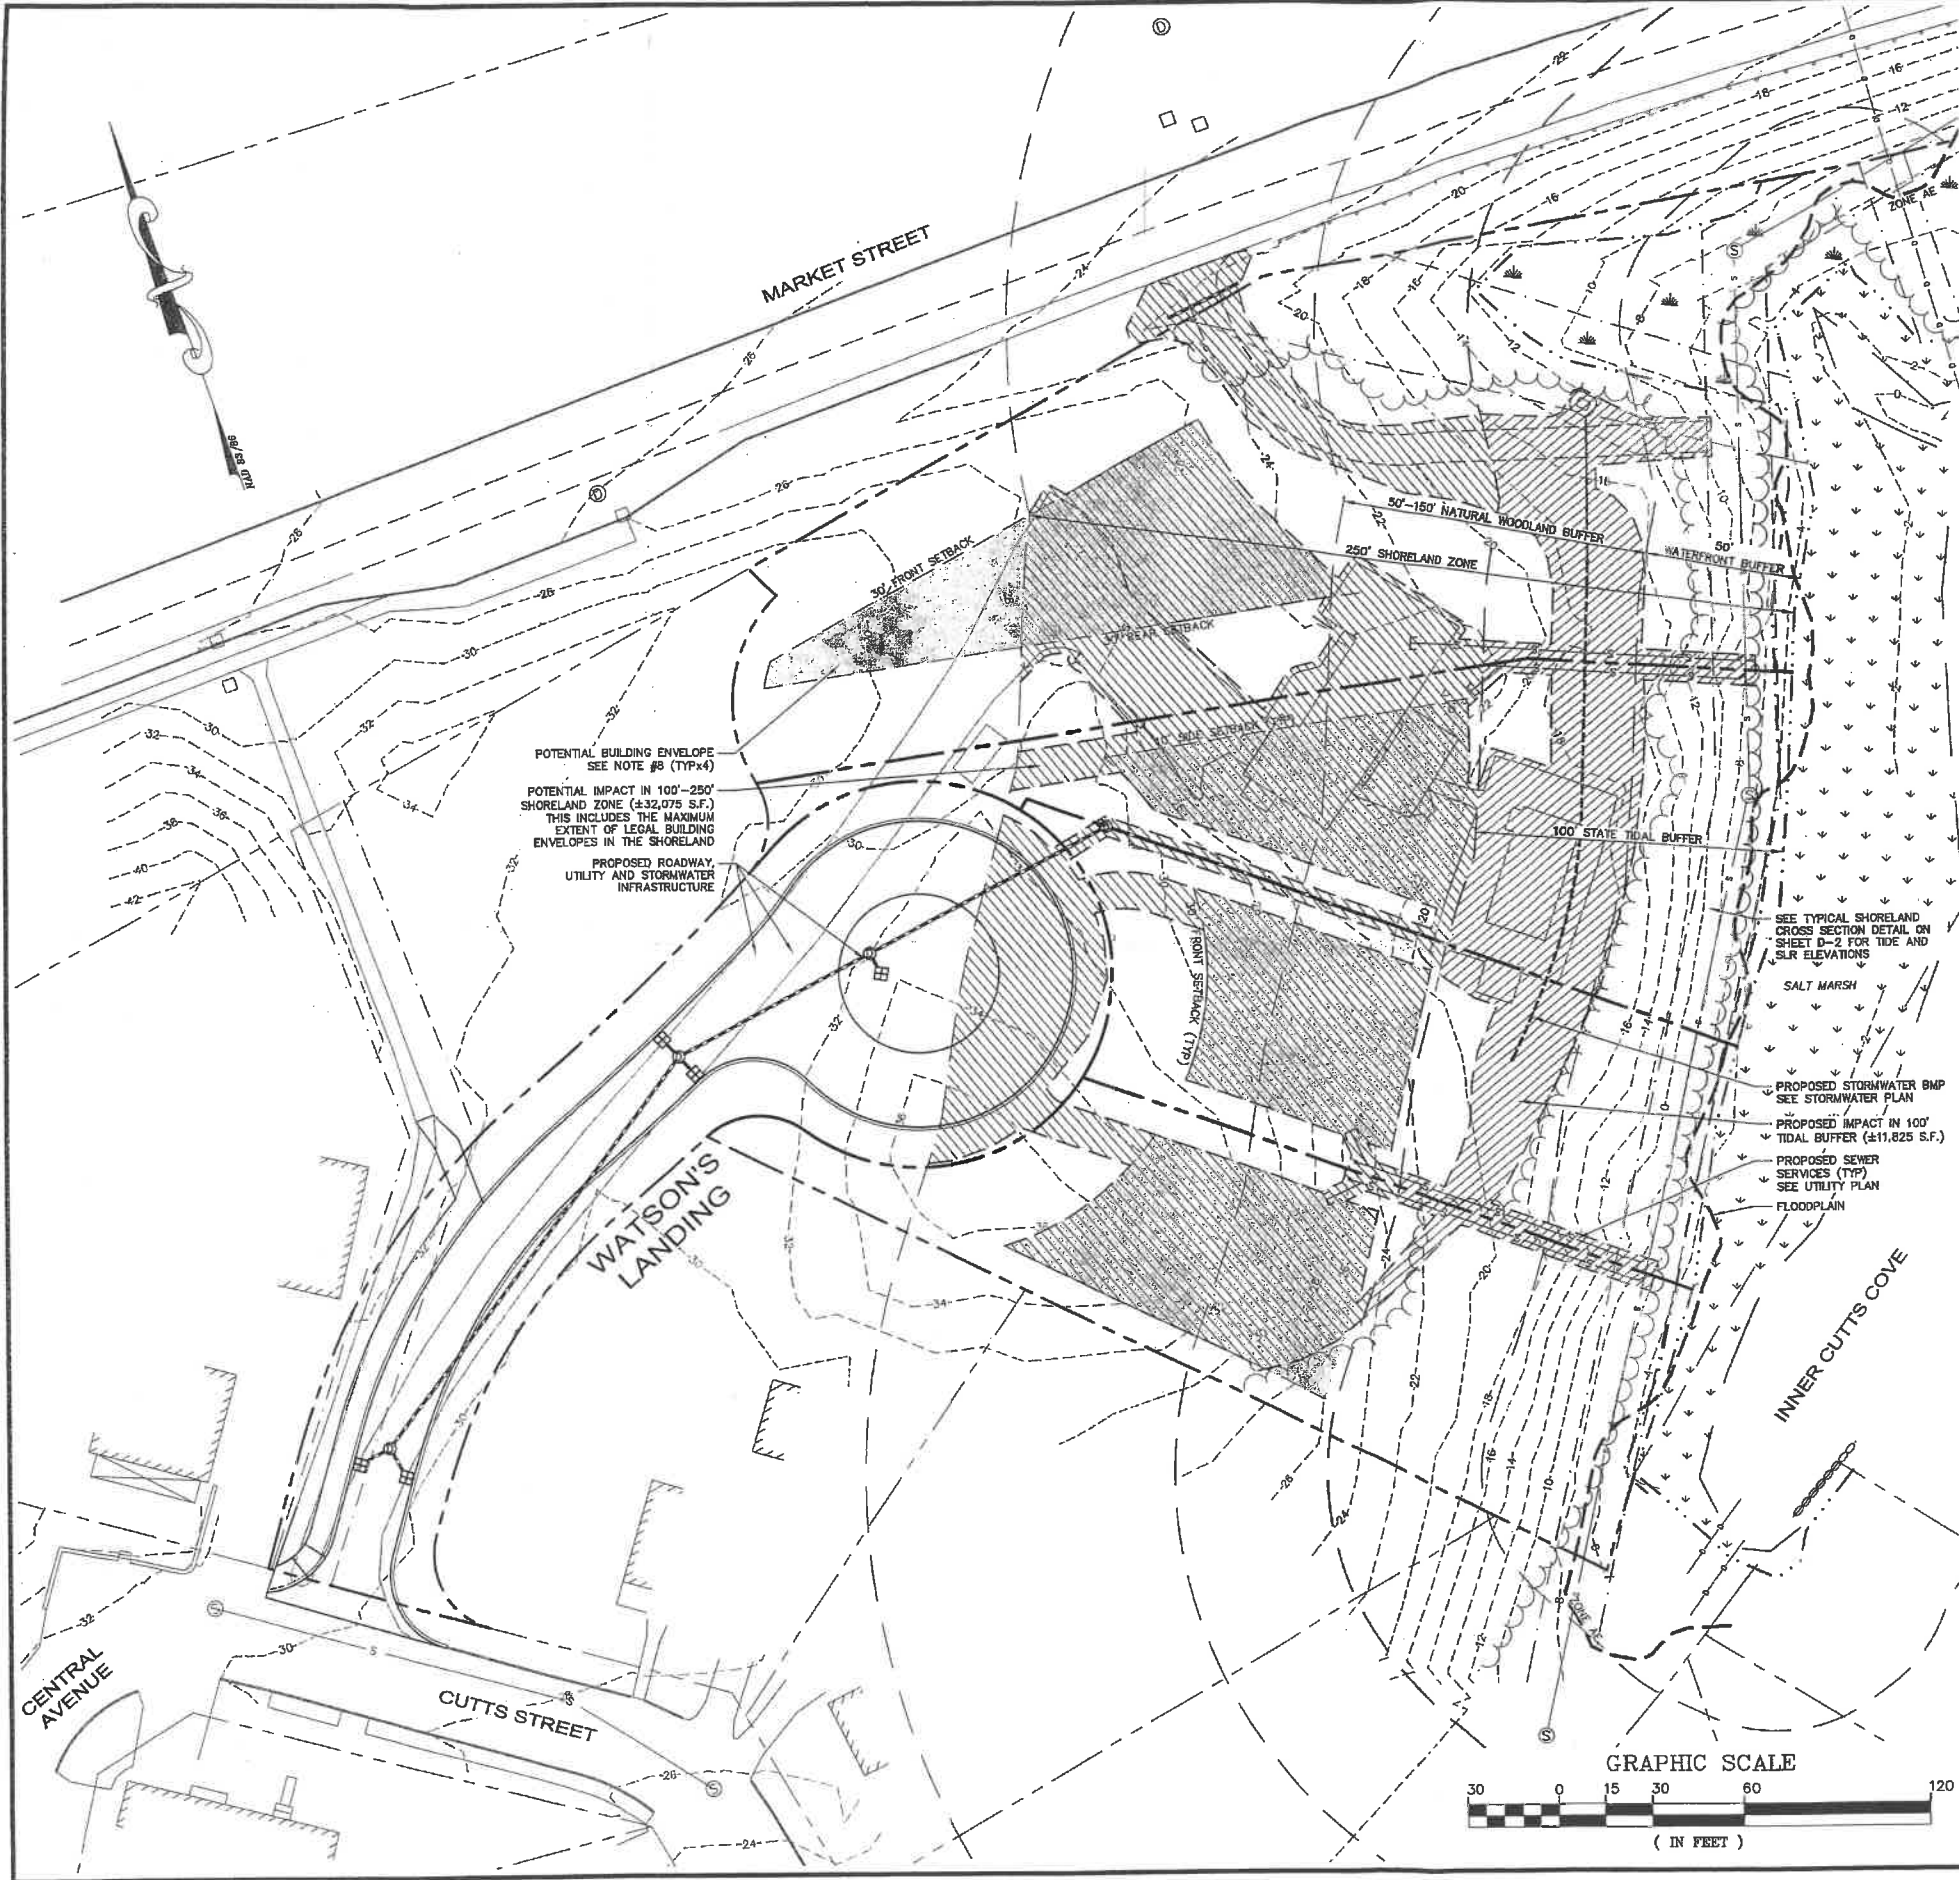 MARKET STREET
NAD 83/86
ZONE AE
30' FRONT SETBACK
50'-150' NATURAL WOODLAND BUFFER
250' SHORELAND ZONE
50'
WATERFRONT BUFFER
REAR SETBACK
10' SIDE SETBACK
POTENTIAL BUILDING ENVELOPE
SEE NOTE #8 (TYPx4)
POTENTIAL IMPACT IN 100'-250'
SHORELAND ZONE (±32,075 S.F.)
THIS INCLUDES THE MAXIMUM
EXTENT OF LEGAL BUILDING
ENVELOPES IN THE SHORELAND
PROPOSED ROADWAY,
UTILITY AND STORMWATER
INFRASTRUCTURE
100' STATE TIDAL BUFFER
SEE TYPICAL SHORELAND
CROSS SECTION DETAIL ON
SHEET D-2 FOR TIDE AND
SLR ELEVATIONS
SALT MARSH
FRONT SETBACK (TYP)
PROPOSED STORMWATER BMP
SEE STORMWATER PLAN
PROPOSED IMPACT IN 100'
TIDAL BUFFER (±11,825 S.F.)
PROPOSED SEWER
SERVICES (TYP)
SEE UTILITY PLAN
FLOODPLAIN
WATSON'S
LANDING
INNER CUTTS COVE
ZONE AE
CENTRAL
AVENUE
CUTTS STREET
GRAPHIC SCALE
30 0 15 30 60 120
( IN FEET )